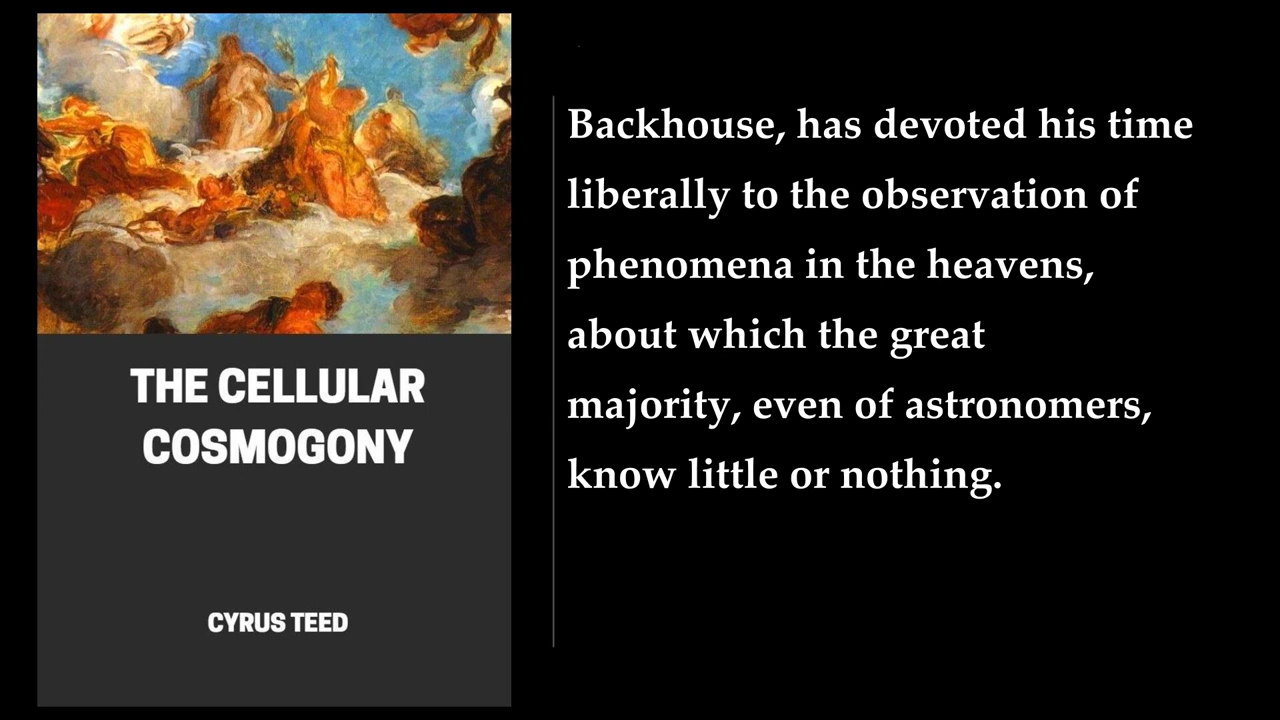 THE CELLULAR
COSMOGONY
CYRUS TEED
Backhouse, has devoted his time
liberally to the observation of
phenomena in the heavens,
about which the great
majority, even of astronomers,
know little or nothing.